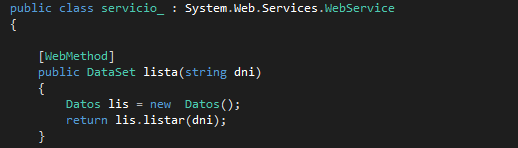 public class servicio_ : System.Web.Services.WebService
{
[WebMethod]
public DataSet lista(string dni)
{
Datos lis = new  Datos();
return lis.listar(dni);
}